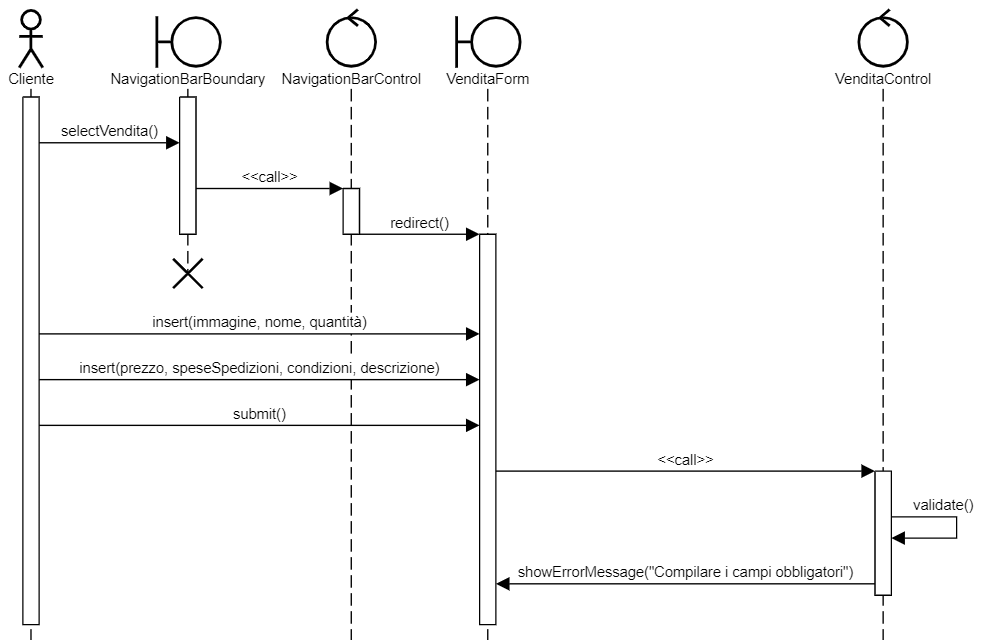 Cliente
NavigationBarBoundary
NavigationBarControl
VenditaForm
VenditaControl
selectVendita()
<<call>>
redirect()
insert(immagine, nome, quantità)
insert(prezzo, speseSpedizioni, condizioni, descrizione)
submit()
<<call>>
validate()
showErrorMessage("Compilare i campi obbligatori")